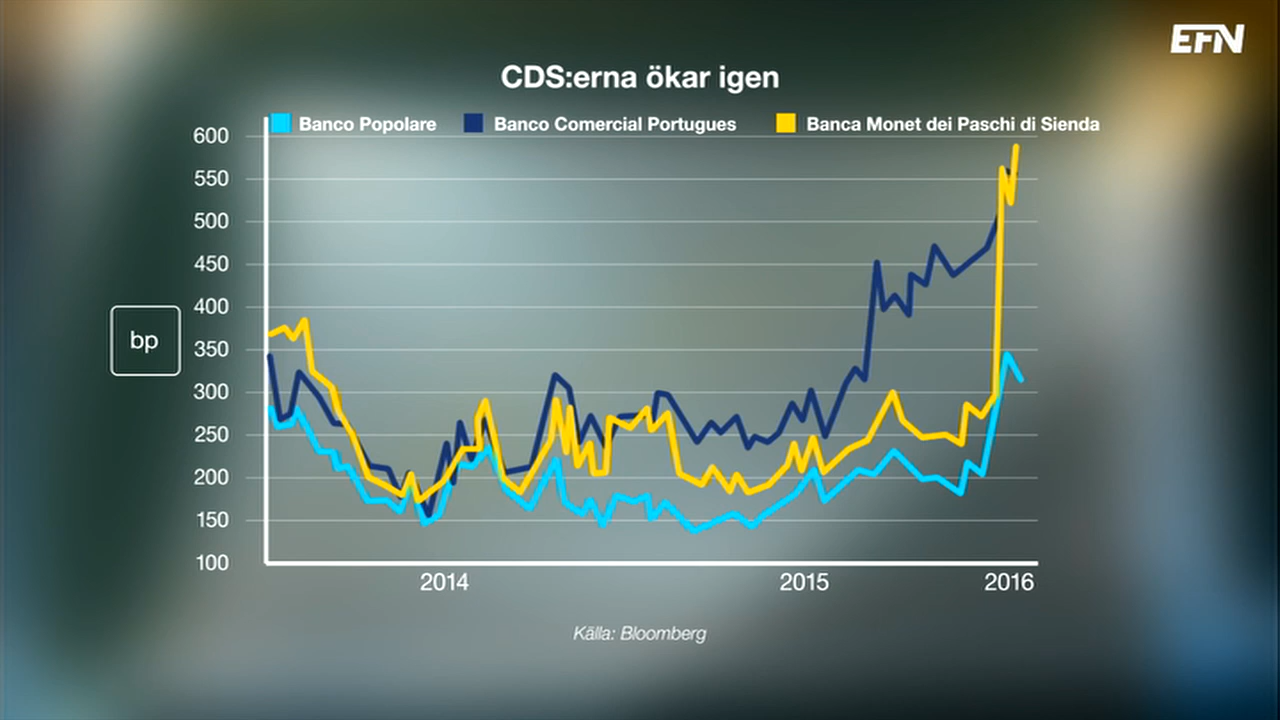 EFN
CDS:erna ökar igen
Banco Popolare
Banco Comercial Portugues
Banca Monet dei Paschi di Sienda
600
550
500
450
400
350
300
250
200
150
100
bp
2014
2015
2016
Källa: Bloomberg